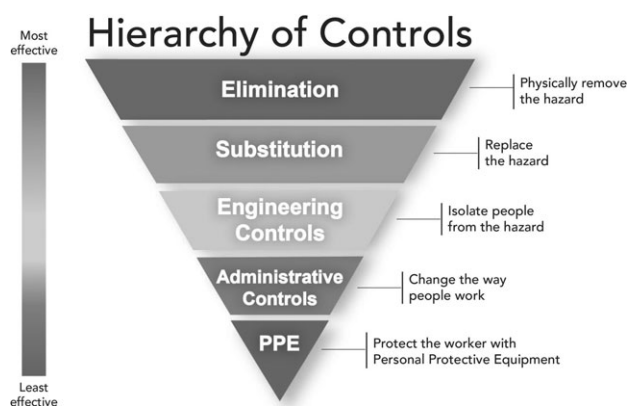 Most
effective
Hierarchy of Controls
Elimination
Physically remove
the hazard
Substitution
Replace
the hazard
Engineering
Controls
Isolate people
from the hazard
Administrative
Controls
Change the way
people work
PPE
Protect the worker with
Personal Protective Equipment
Least
effective